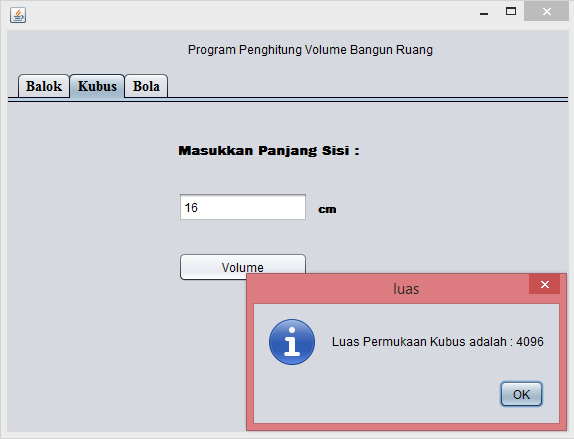 Program Penghitung Volume Bangun Ruang
Balok Kubus Bola
Masukkan Panjang Sisi :
16 cm
Volume
luas
Luas Permukaan Kubus adalah : 4096
OK